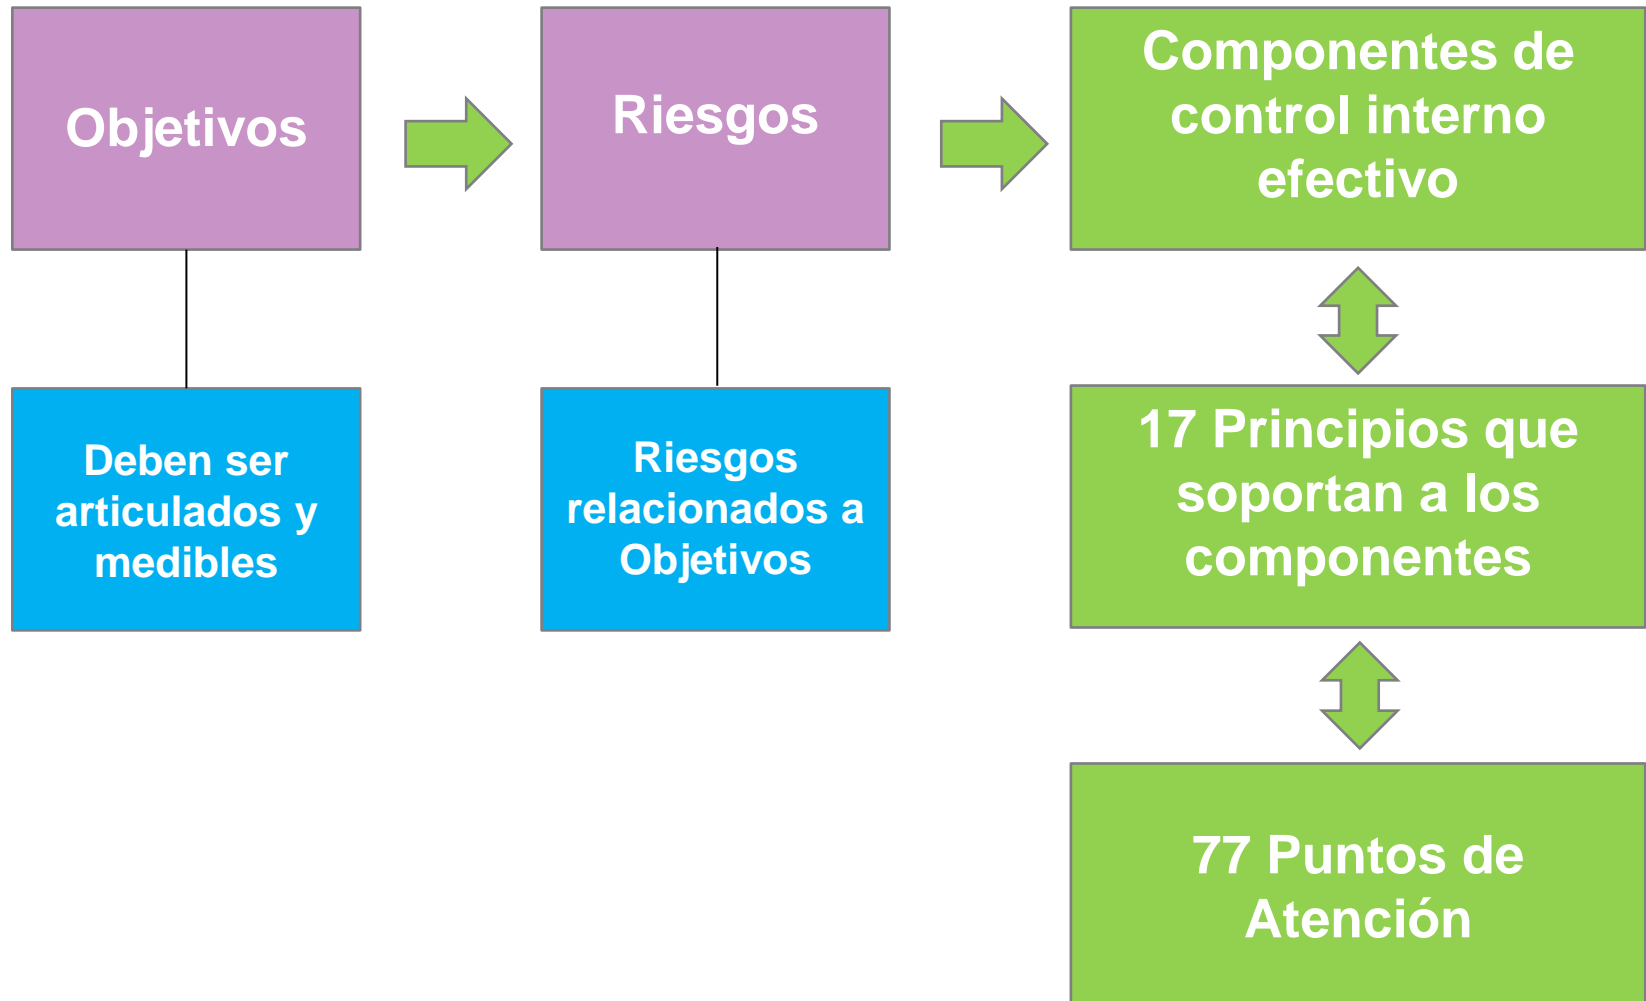 Objetivos
Riesgos
Componentes de
control interno
efectivo
Deben ser
articulados y
medibles
Riesgos
relacionados a
Objetivos
17 Principios que
soportan a los
componentes
77 Puntos de
Atención